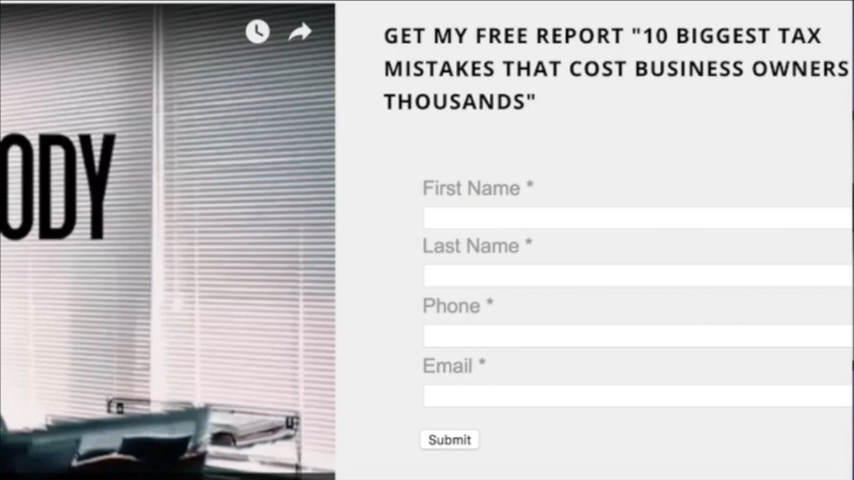 ODY
GET MY FREE REPORT "10 BIGGEST TAX
MISTAKES THAT COST BUSINESS OWNERS
THOUSANDS"
First Name *
Last Name *
Phone *
Email *
Submit